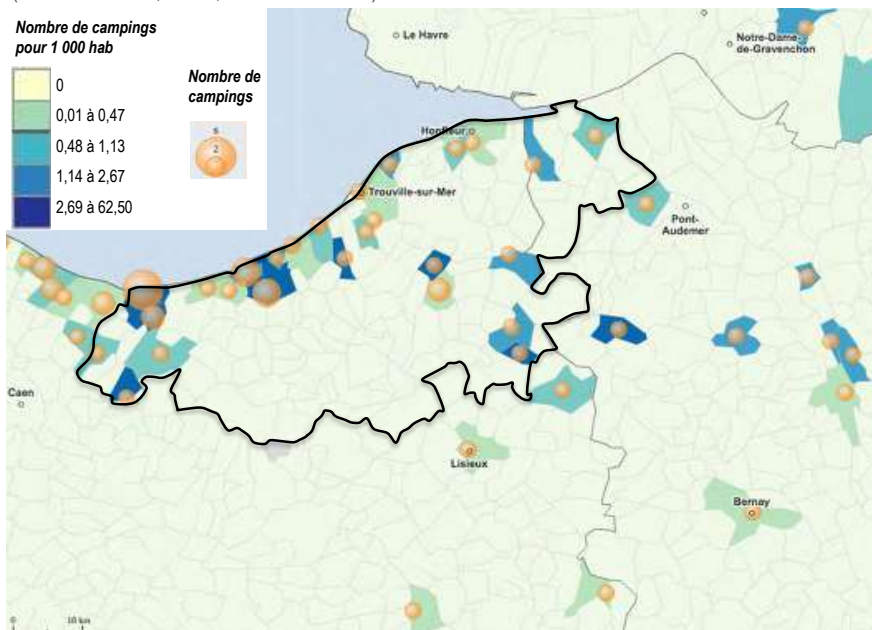 Nombre de campings
pour 1 000 hab
0
0,01 à 0,47
0,48 à 1,13
1,14 à 2,67
2,69 à 62,50
Nombre de
campings
2
Le Havre
Notre-Dame-
de-Gravenchon
Honfleur
Trouville-sur-Mer
Pont-
Audemer
Caen
Lisieux
Bernay
0
10 km